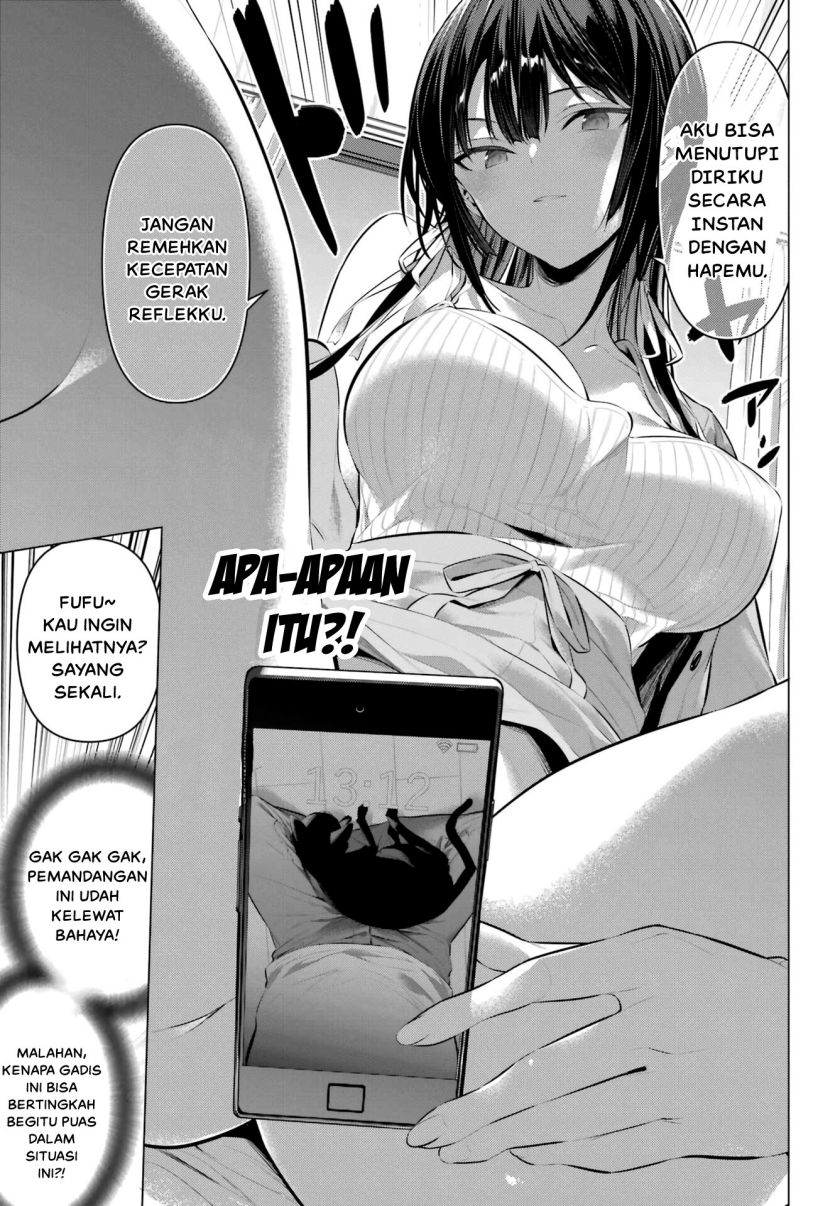 AKU BISA
MENUTUPI
DIRIKU
SECARA
INSTAN
DENGAN
HAPEMU.
JANGAN
REMEHKAN
KECEPATAN
GERAK
REFLEKKU.
APA-APAAN
ITU?!
13:12
FUFU~
KAU INGIN
MELIHATNYA?
SAYANG
SEKALI.
GAK GAK GAK,
PEMANDANGAN
INI UDAH
KELEWAT
BAHAYA!
MALAHAN,
KENAPA GADIS
INI BISA
BERTINGKAH
BEGITU PUAS
DALAM
SITUASI
INI?!